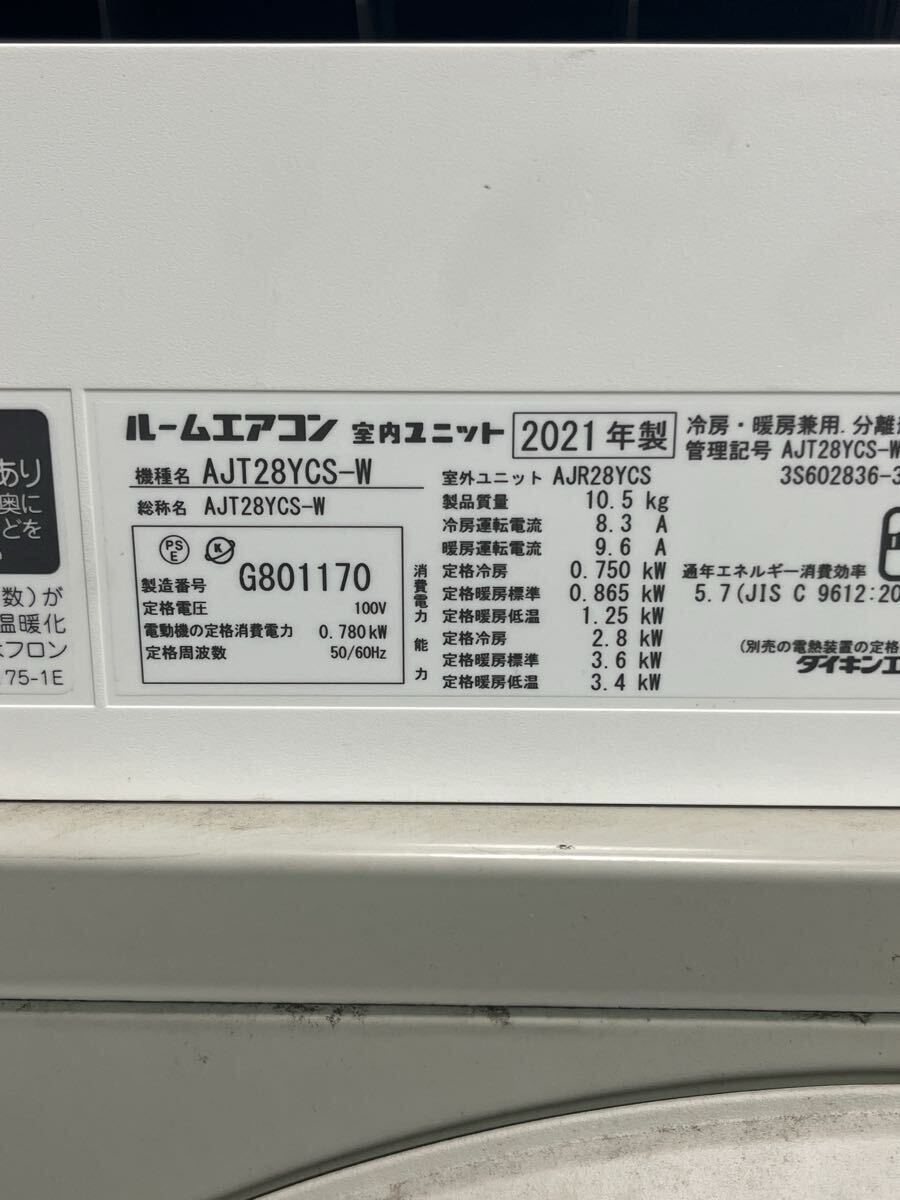 あり
奥に
どを
数)が
温暖化
フロン
75-1E
ルームエアコン 室内ユニット 2021年製
機種名 AJT28YCS-W
総称名 AJT28YCS-W
PS E
K
製造番号 G801170
定格電圧 100V
電動機の定格消費電力 0.780kW
定格周波数 50/60Hz
室外ユニット AJR28YCS
製品質量 10.5 kg
冷房運転電流 8.3 A
暖房運転電流 9.6 A
消費電力
定格冷房 0.750 kW
定格暖房標準 0.865 kW
定格暖房低温 1.25 kW
能力
定格冷房 2.8 kW
定格暖房標準 3.6 kW
定格暖房低温 3.4 kW
冷房・暖房兼用.分離
管理記号 AJT28YCS-W
3S602836-3
通年エネルギー消費効率
5.7(JIS C 9612:20
(別売の電熱装置の定格
ダイキンエ